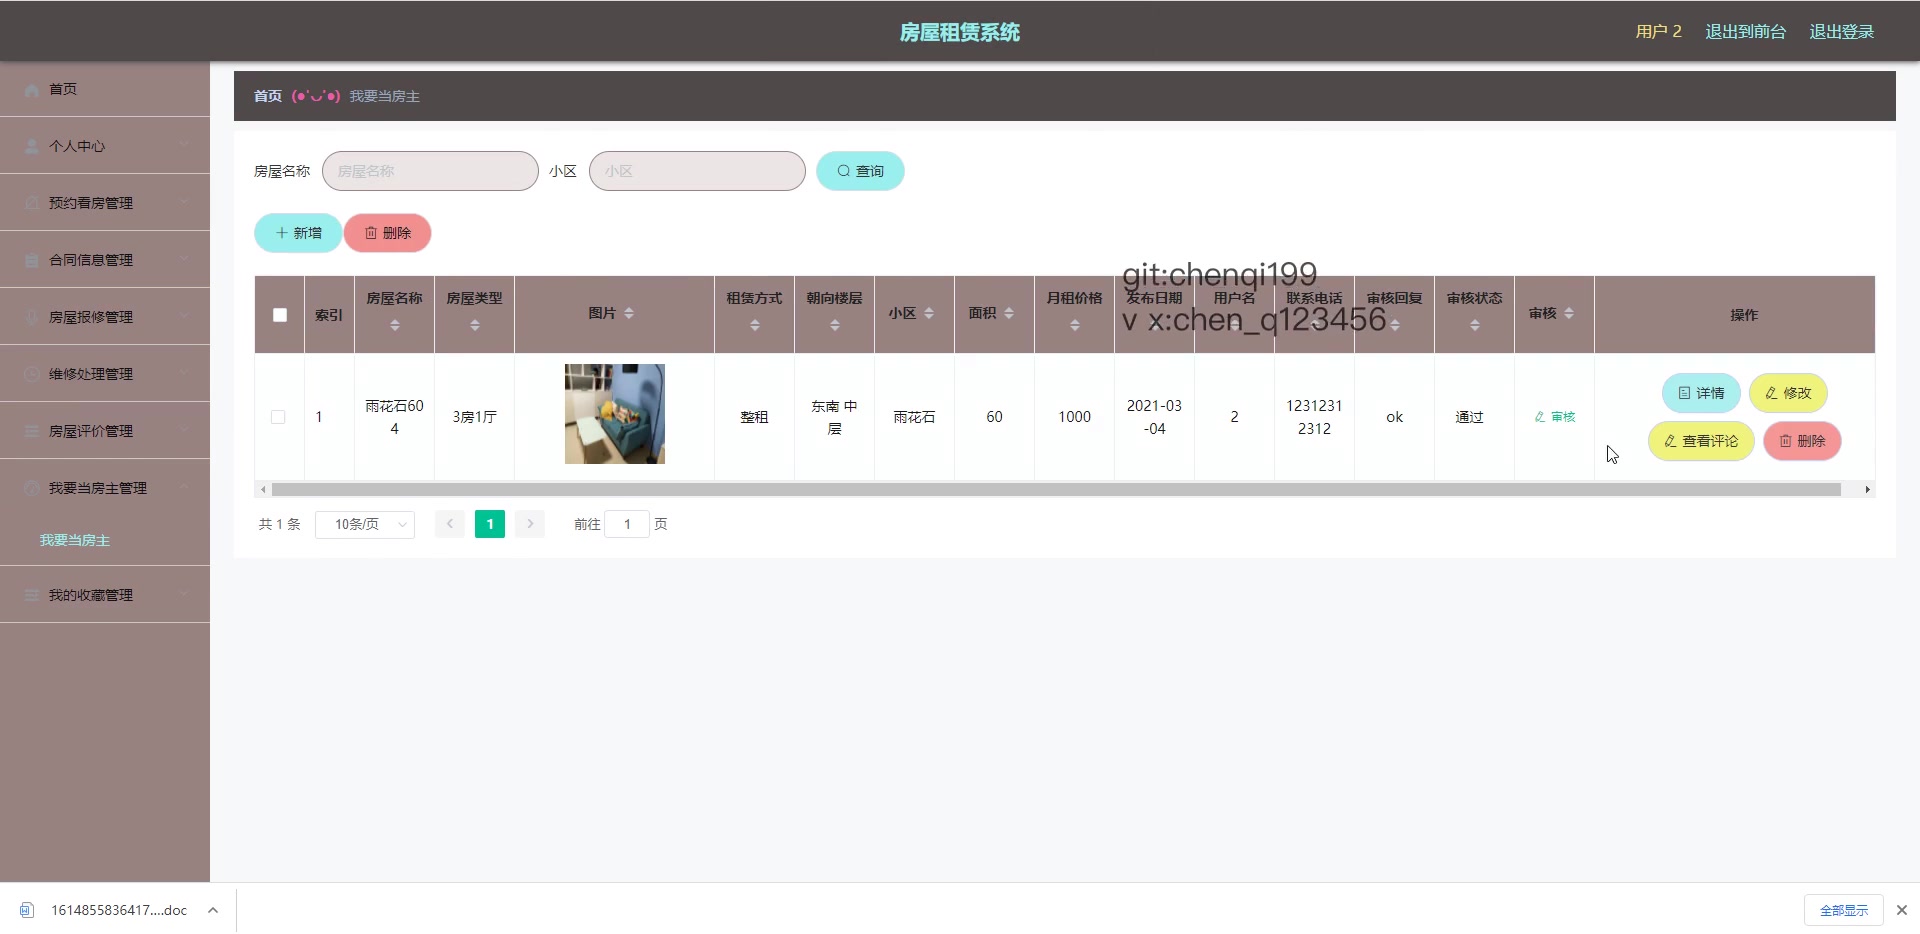 房屋租赁系统
用户 2 退出到前台 退出登录
首页
个人中心
预约看房管理
合同信息管理
房屋报修管理
维修处理管理
房屋评价管理
我要当房主管理
我要当房主
我的收藏管理
首页 (●'◡'●) 我要当房主
房屋名称 房屋名称 小区 小区 查询
新增 删除
git:chenqi199
v x:chen_q123456
索引 房屋名称 房屋类型 图片 租赁方式 朝向楼层 小区 面积 月租价格 发布日期 用户名 联系电话 审核回复 审核状态 审核 操作
1 雨花石60 3房1厅 整租 东南 中 雨花石 60 1000 2021-03 2 1231231 ok 通过 审核 详情 修改
4 层 -04 2312 查看评论 删除
共 1 条 10条/页 1 前往 1 页
1614855836417....doc 全部显示